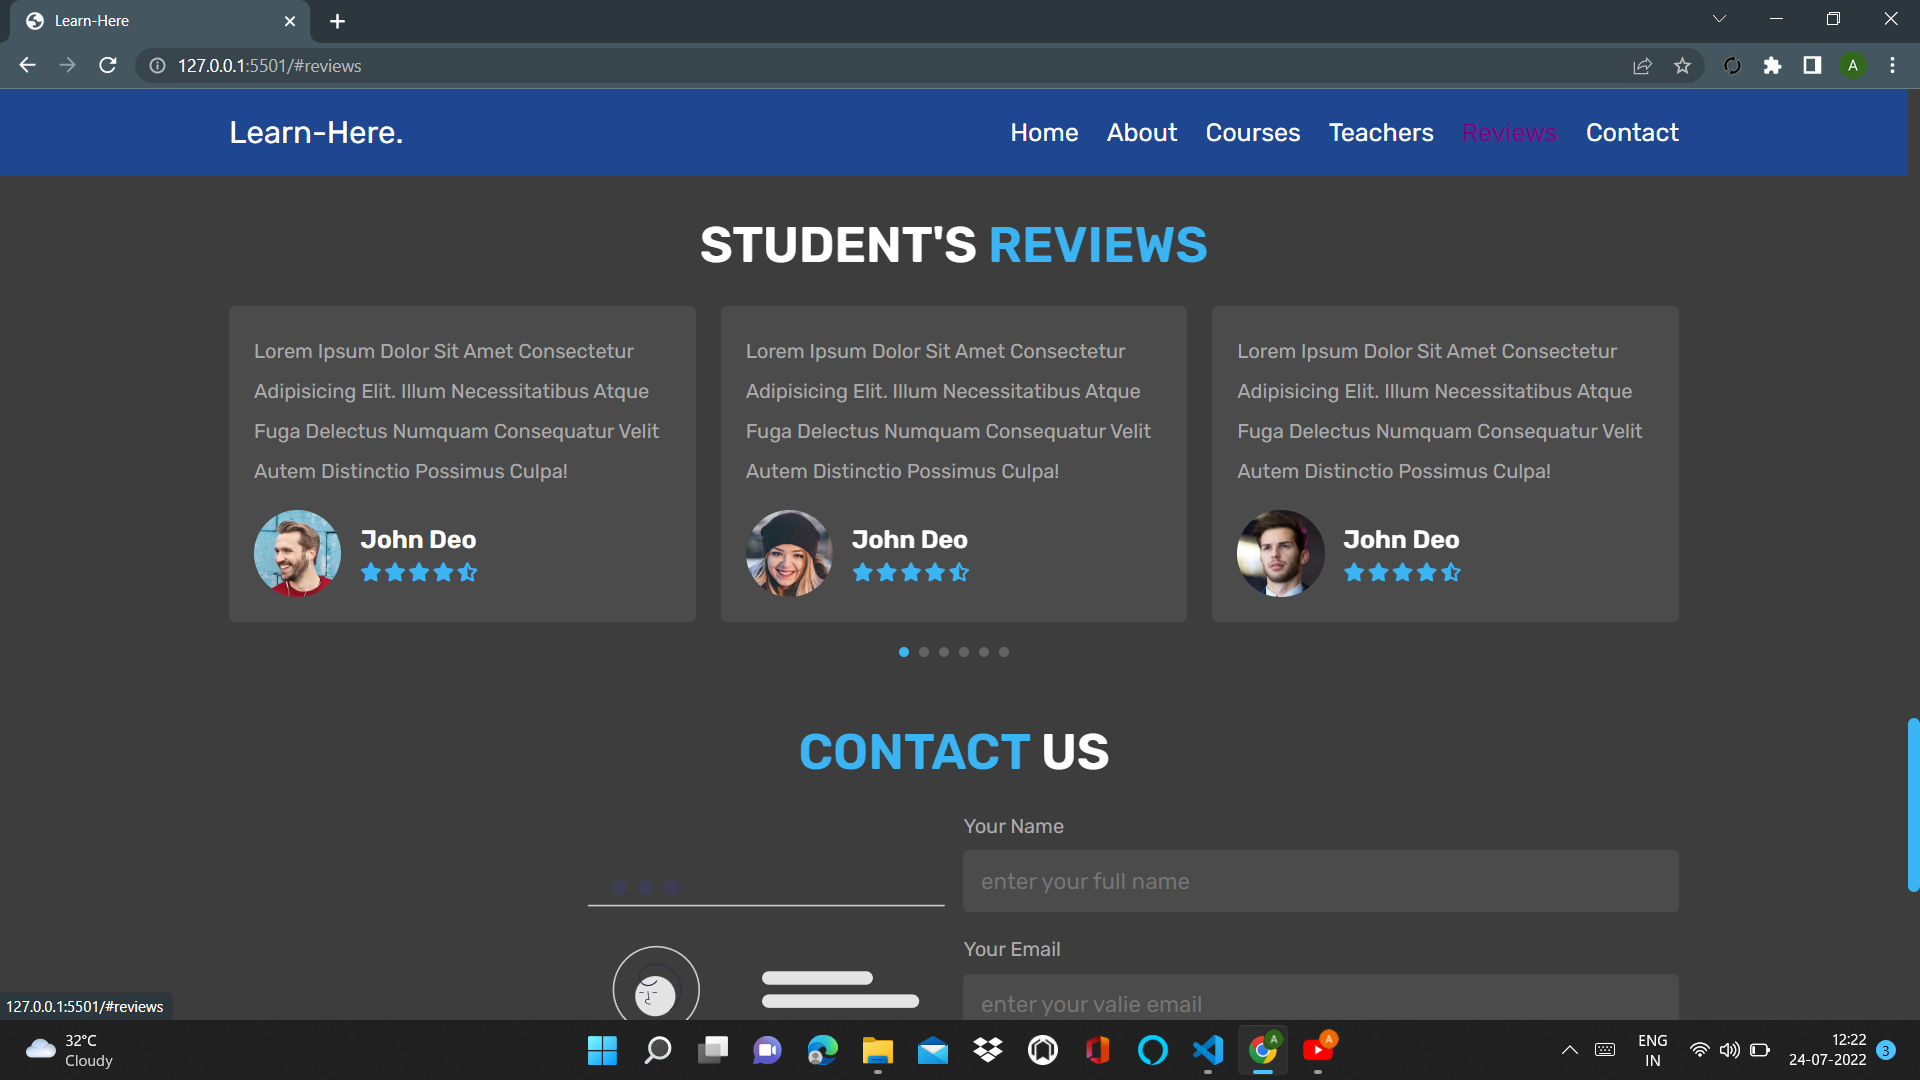 Learn-Here
127.0.0.1:5501/#reviews
A
Learn-Here.
Home About Courses Teachers Reviews Contact
STUDENT'S REVIEWS
Lorem Ipsum Dolor Sit Amet Consectetur
Adipisicing Elit. Illum Necessitatibus Atque
Fuga Delectus Numquam Consequatur Velit
Autem Distinctio Possimus Culpa!
John Deo
Lorem Ipsum Dolor Sit Amet Consectetur
Adipisicing Elit. Illum Necessitatibus Atque
Fuga Delectus Numquam Consequatur Velit
Autem Distinctio Possimus Culpa!
John Deo
Lorem Ipsum Dolor Sit Amet Consectetur
Adipisicing Elit. Illum Necessitatibus Atque
Fuga Delectus Numquam Consequatur Velit
Autem Distinctio Possimus Culpa!
John Deo
CONTACT US
Your Name
enter your full name
Your Email
enter your valie email
127.0.0.1:5501/#reviews
32°C
Cloudy
A
A
ENG
IN
12:22
24-07-2022
3